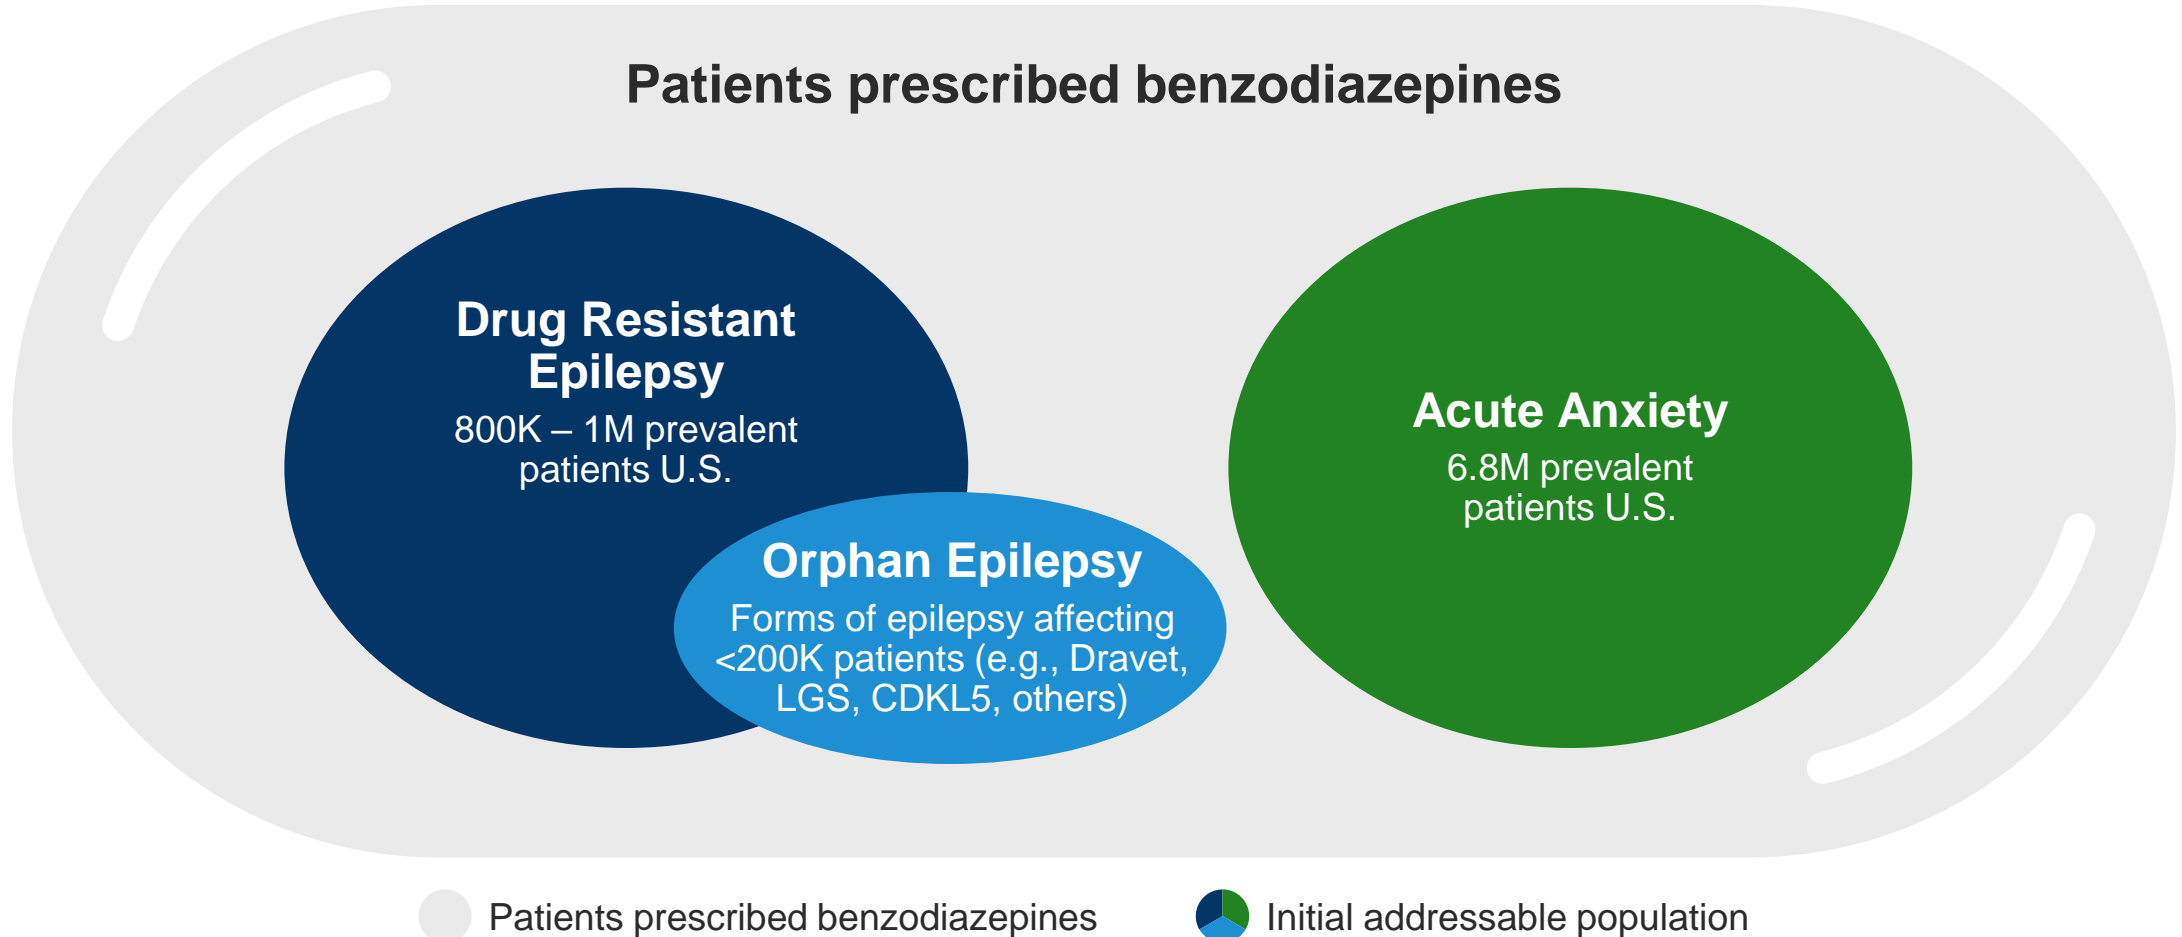 Patients prescribed benzodiazepines
Drug Resistant
Epilepsy
800K – 1M prevalent
patients U.S.
Orphan Epilepsy
Forms of epilepsy affecting
<200K patients (e.g., Dravet,
LGS, CDKL5, others)
Acute Anxiety
6.8M prevalent
patients U.S.
Patients prescribed benzodiazepines
Initial addressable population